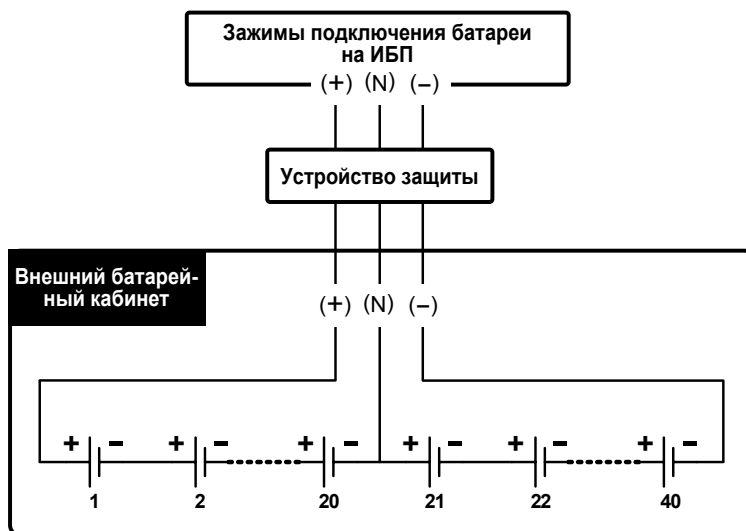 Зажимы подключения батареи
на ИБП
(+) (N) (−)
Устройство защиты
Внешний батарей-
ный кабинет
(+) (N) (−)
+ − + − + − + − + − + −
1 2 20 21 22 40